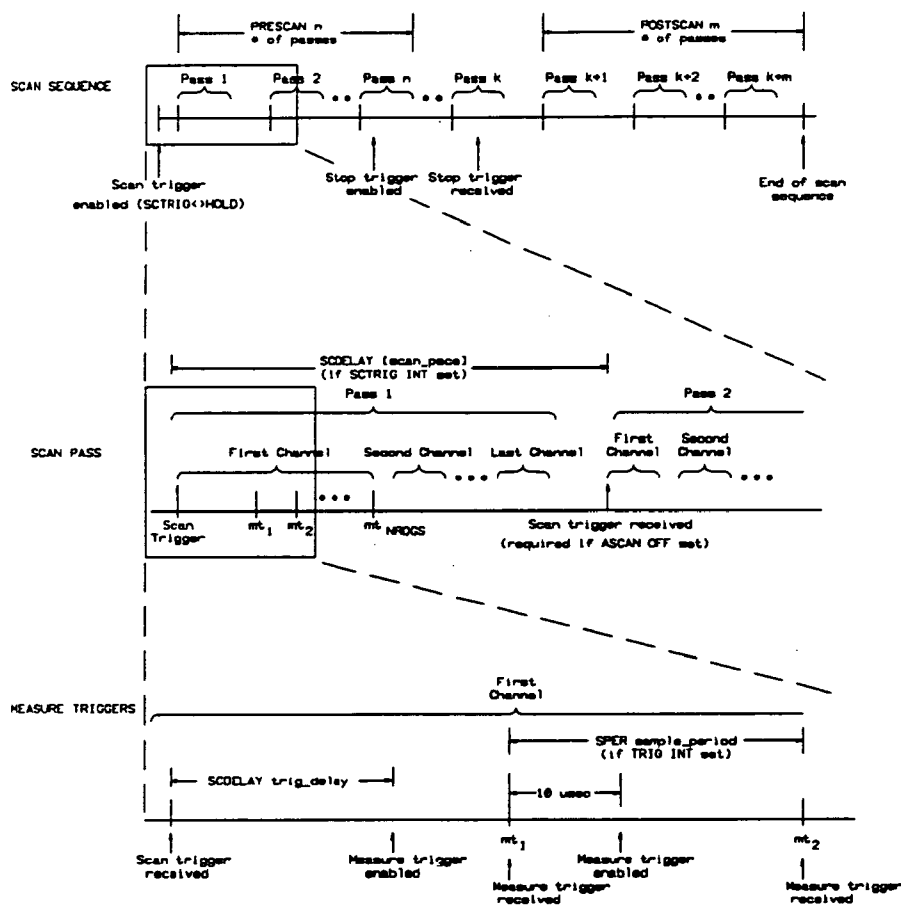 PRESCAN n
# of passes
POSTSCAN m
# of passes
SCAN SEQUENCE
Pass 1
Pass 2
Pass n
Pass k
Pass k+1
Pass k+2
Pass k+m
Scan trigger
enabled (SCTRIG<>HOLD)
Stop trigger
enabled
Stop trigger
received
End of scan
sequence
SCDELAY [scan_pace]
(if SCTRIG INT set)
Pass 1
Pass 2
SCAN PASS
First Channel
Second Channel
Last Channel
First
Channel
Second
Channel
Scan
Trigger
mt1
mt2
mt NRDGS
Scan trigger received
(required if ASCAN OFF set)
First
Channel
MEASURE TRIGGERS
SPER sample_period
(if TRIG INT set)
SCDELAY trig_delay
10 usec
mt1
mt2
Scan trigger
received
Measure trigger
enabled
Measure trigger
received
Measure trigger
enabled
Measure trigger
received